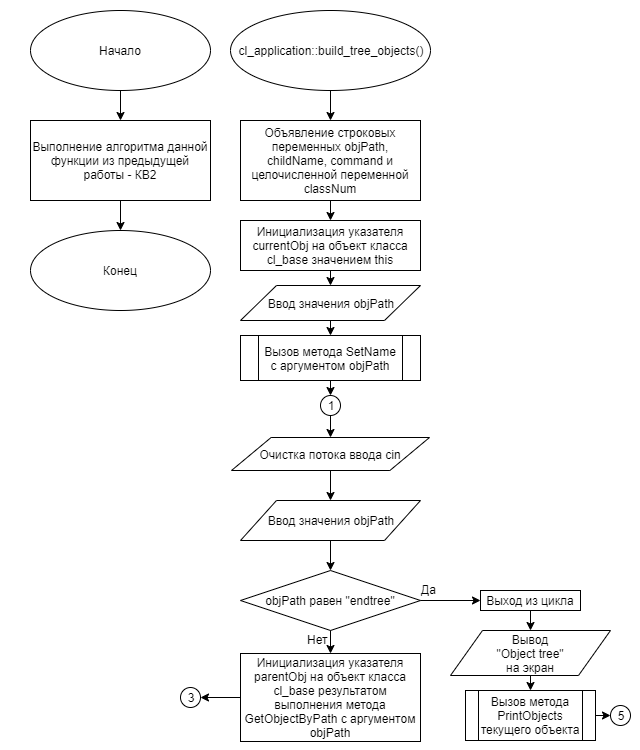 Начало
Выполнение алгоритма данной
функции из предыдущей
работы - КВ2
Конец
cl_application::build_tree_objects()
Объявление строковых
переменных objPath,
childName, command и
целочисленной переменной
classNum
Инициализация указателя
currentObj на объект класса
cl_base значением this
Ввод значения objPath
Вызов метода SetName
с аргументом objPath
1
Очистка потока ввода cin
Ввод значения objPath
objPath равен "endtree"
Да
Выход из цикла
Вывод
"Object tree"
на экран
Вызов метода
PrintObjects
текущего объекта
5
Нет
Инициализация указателя
parentObj на объект класса
cl_base результатом
выполнения метода
GetObjectByPath с аргументом
objPath
3